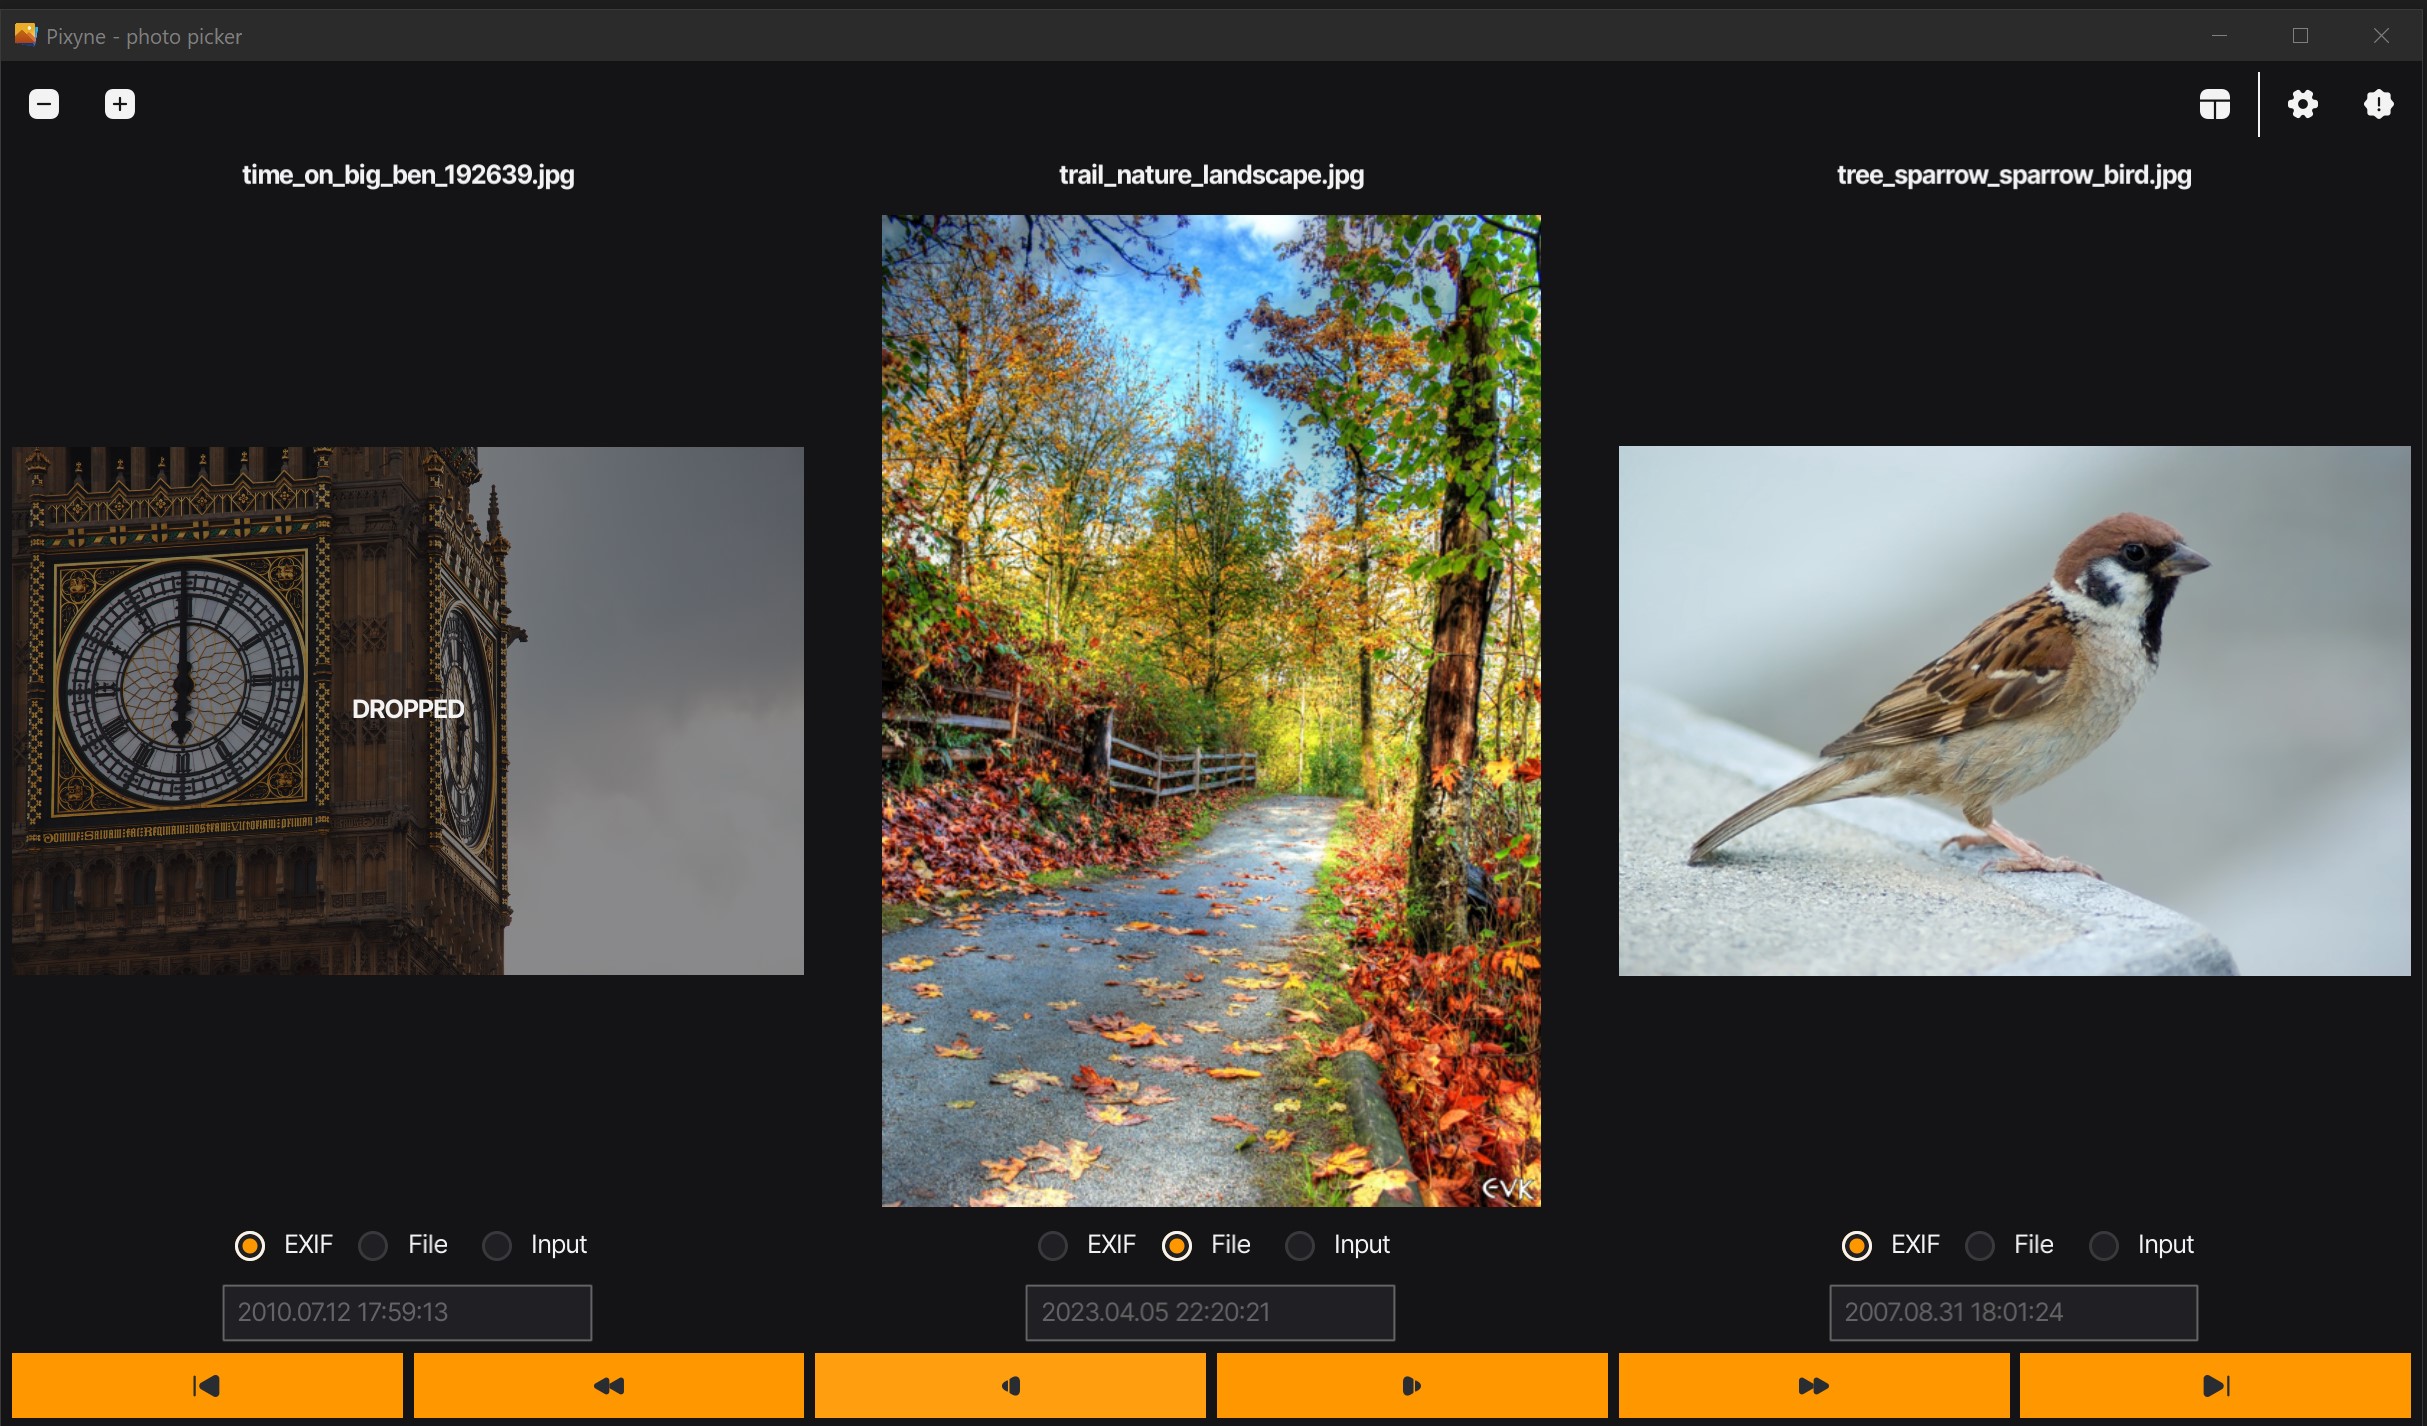 Pixyne - photo picker
time_on_big_ben_192639.jpg
trail_nature_landscape.jpg
tree_sparrow_sparrow_bird.jpg
DROPPED
EVK
EXIF File Input
EXIF File Input
EXIF File Input
2010.07.12 17:59:13
2023.04.05 22:20:21
2007.08.31 18:01:24